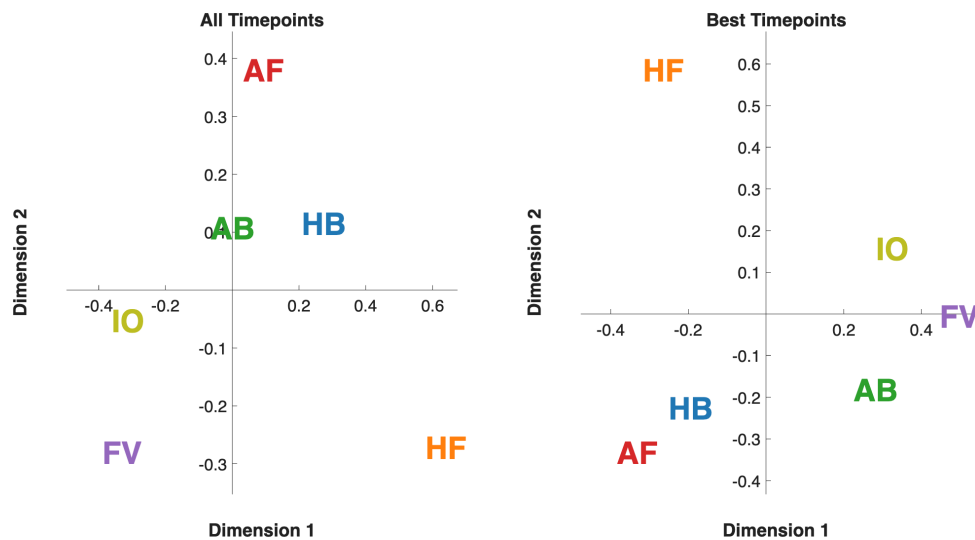 All Timepoints
0.4
AF
0.3
0.2
0.1
AB
HB
-0.4
-0.2
0.2
0.4
0.6
IO
-0.1
-0.2
FV
HF
-0.3
Dimension 2
Dimension 1
Best Timepoints
0.6
HF
0.5
0.4
0.3
0.2
IO
0.1
-0.4
-0.2
0.2
0.4
FV
-0.1
AB
-0.2
HB
-0.3
AF
-0.4
Dimension 2
Dimension 1